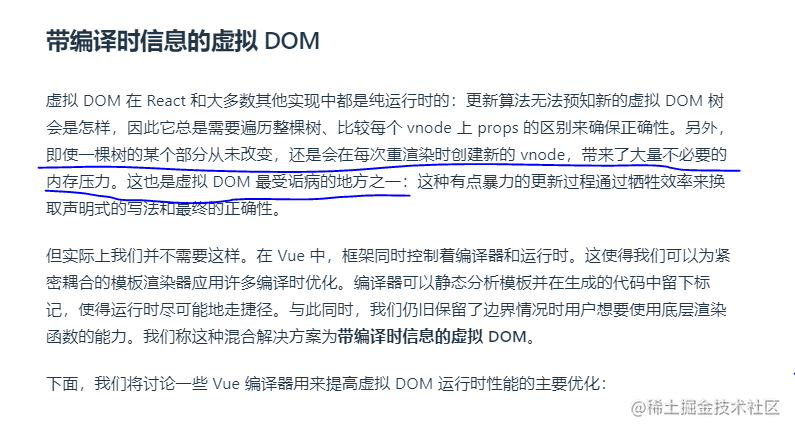 带编译时信息的虚拟 DOM
虚拟 DOM 在 React 和大多数其他实现中都是纯运行时的：更新算法无法预知新的虚拟 DOM 树
会是怎样，因此它总是需要遍历整棵树、比较每个 vnode 上 props 的区别来确保正确性。另外，
即使一棵树的某个部分从未改变，还是会在每次重渲染时创建新的 vnode，带来了大量不必要的
内存压力。这也是虚拟 DOM 最受诟病的地方之一：这种有点暴力的更新过程通过牺牲效率来换
取声明式的写法和最终的正确性。
但实际上我们并不需要这样。在 Vue 中，框架同时控制着编译器和运行时。这使得我们可以为紧
密耦合的模板渲染器应用许多编译时优化。编译器可以静态分析模板并在生成的代码中留下标
记，使得运行时尽可能地走捷径。与此同时，我们仍旧保留了边界情况时用户想要使用底层渲染
函数的能力。我们称这种混合解决方案为带编译时信息的虚拟 DOM。
下面，我们将讨论一些 Vue 编译器用来提高虚拟 DOM 运行时性能的主要优化：
@稀土掘金技术社区